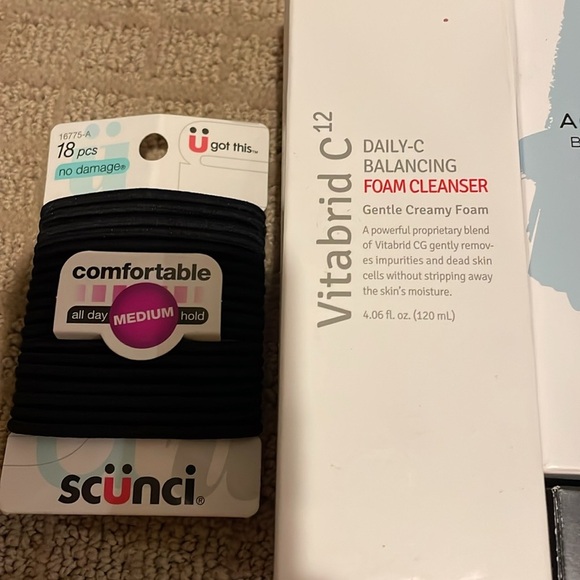 16775-A
18 pcs
no damage®
Ü got this™
comfortable
all day MEDIUM hold
scünci®
Vitabrid C12
DAILY-C
BALANCING
FOAM CLEANSER
Gentle Creamy Foam
A powerful proprietary blend
of Vitabrid CG gently remov-
es impurities and dead skin
cells without stripping away
the skin's moisture.
4.06 fl. oz. (120 mL)